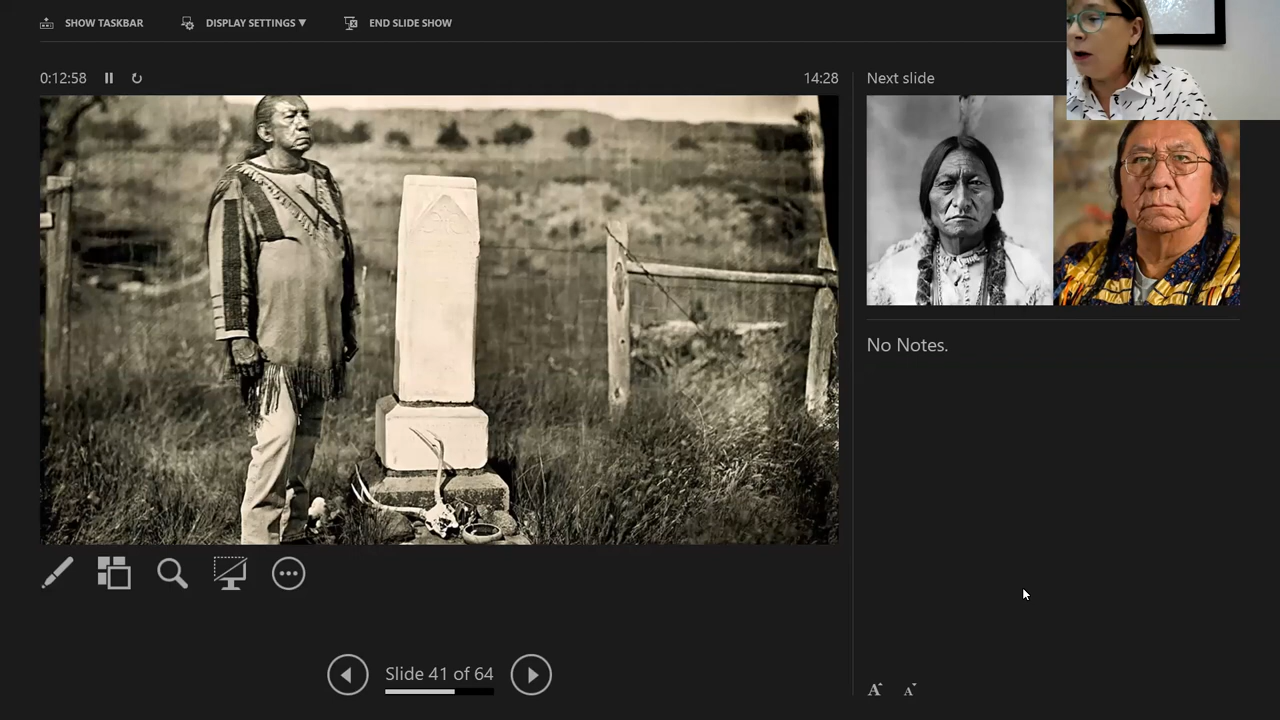 SHOW TASKBAR
DISPLAY SETTINGS ▼
END SLIDE SHOW
0:12:58
14:28
Next slide
No Notes.
Slide 41 of 64
A
A